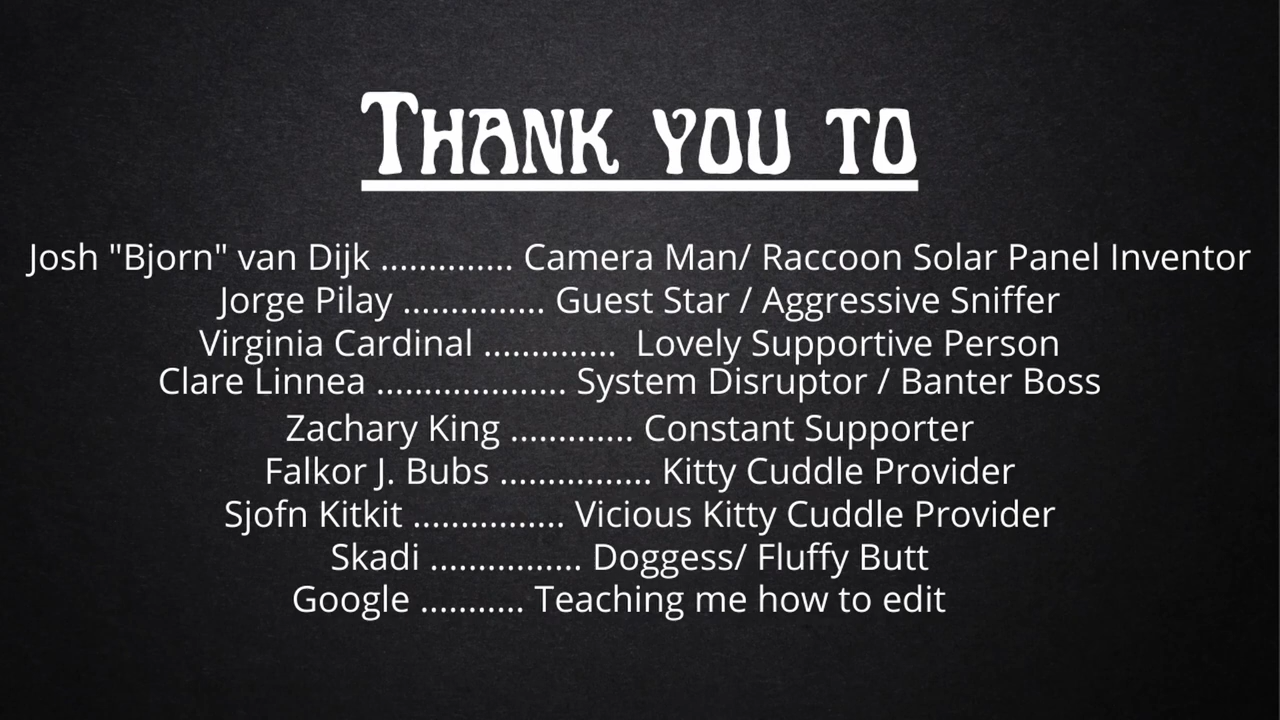 Thank you to
Josh "Bjorn" van Dijk .............. Camera Man/ Raccoon Solar Panel Inventor
Jorge Pilay ............... Guest Star / Aggressive Sniffer
Virginia Cardinal ..............  Lovely Supportive Person
Clare Linnea .................... System Disruptor / Banter Boss
Zachary King ............. Constant Supporter
Falkor J. Bubs ................ Kitty Cuddle Provider
Sjofn Kitkit ................ Vicious Kitty Cuddle Provider
Skadi ................ Doggess/ Fluffy Butt
Google ........... Teaching me how to edit